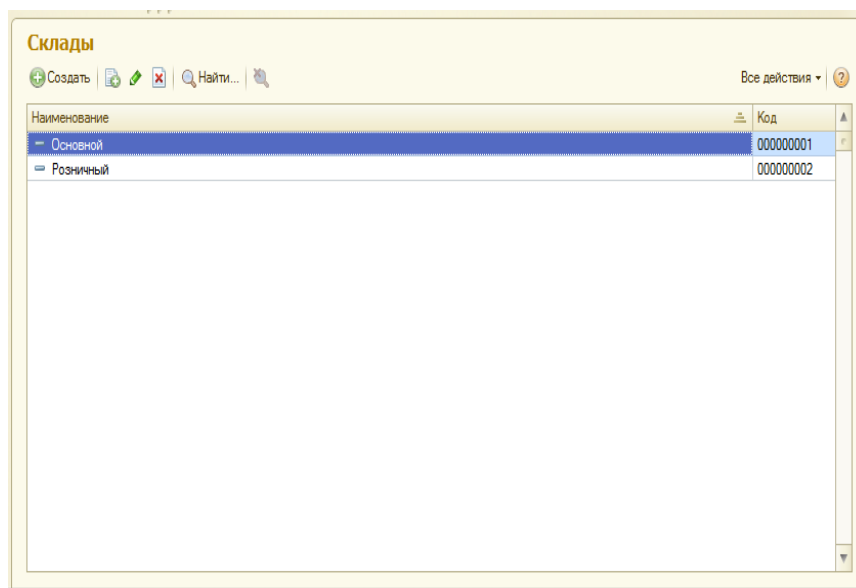 Склады
Создать Найти... Все действия ?
Наименование Код
Основной 000000001
Розничный 000000002